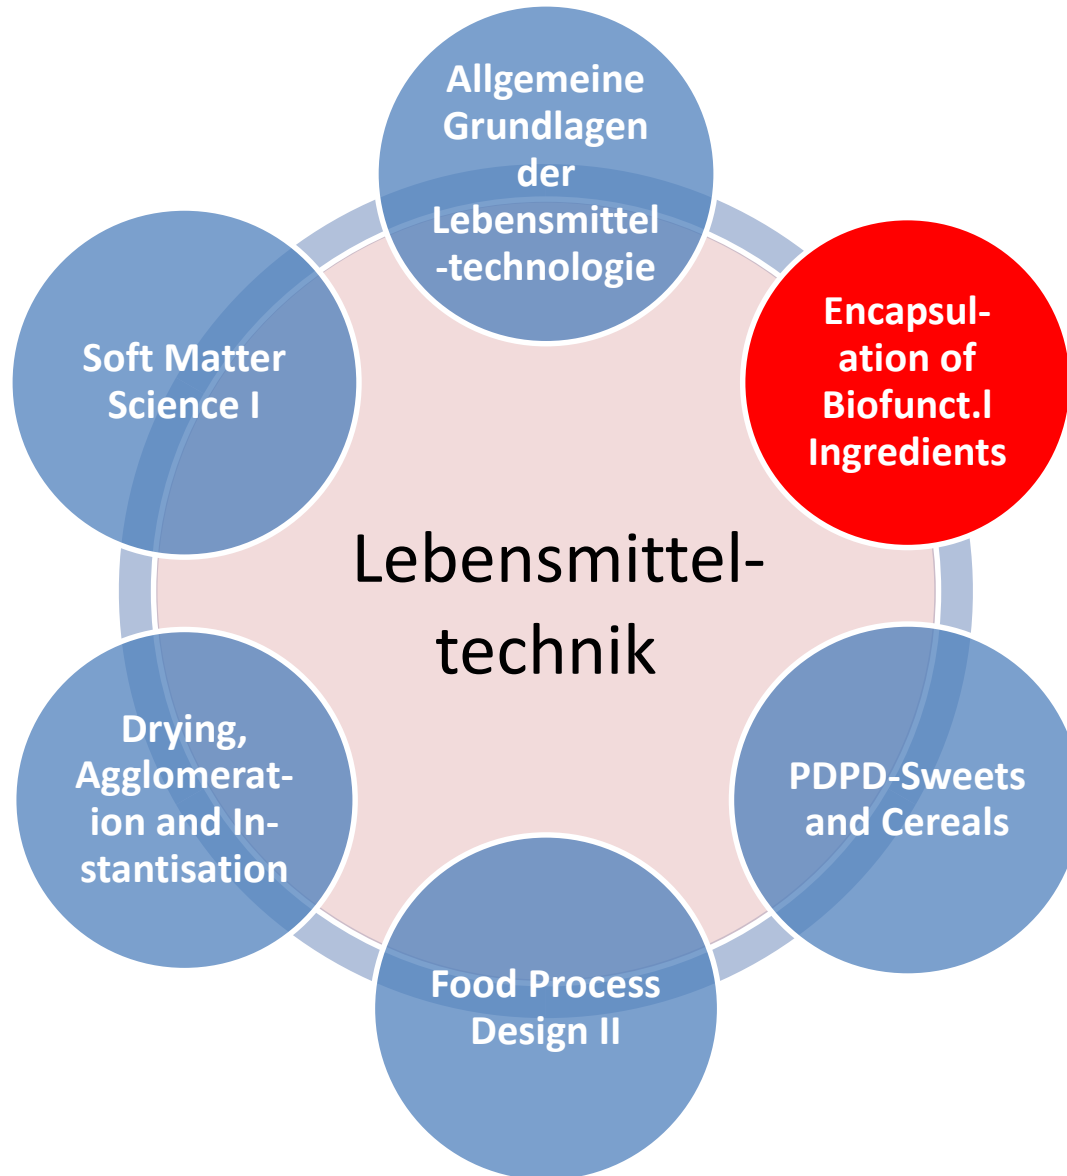 Allgemeine
Grundlagen
der
Lebensmittel
-technologie
Encapsul-
ation of
Biofunct.l
Ingredients
PDPD-Sweets
and Cereals
Food Process
Design II
Drying,
Agglomerat-
ion and In-
stantisation
Soft Matter
Science I
Lebensmittel-
technik